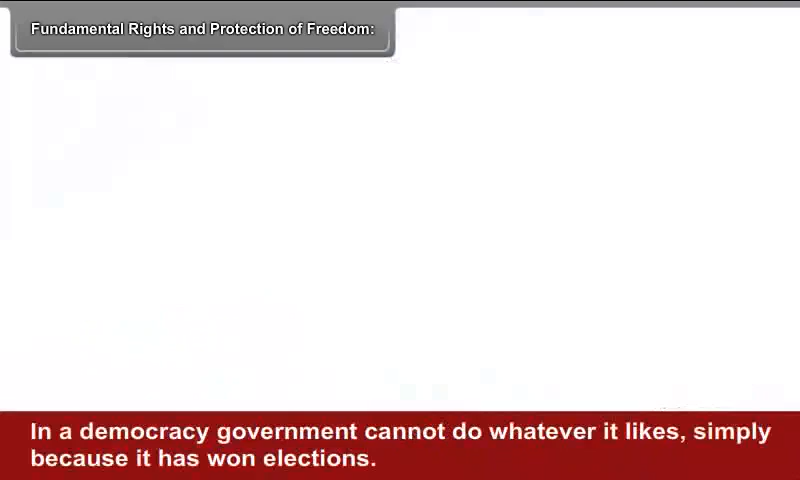 Fundamental Rights and Protection of Freedom:
In a democracy government cannot do whatever it likes, simply
because it has won elections.